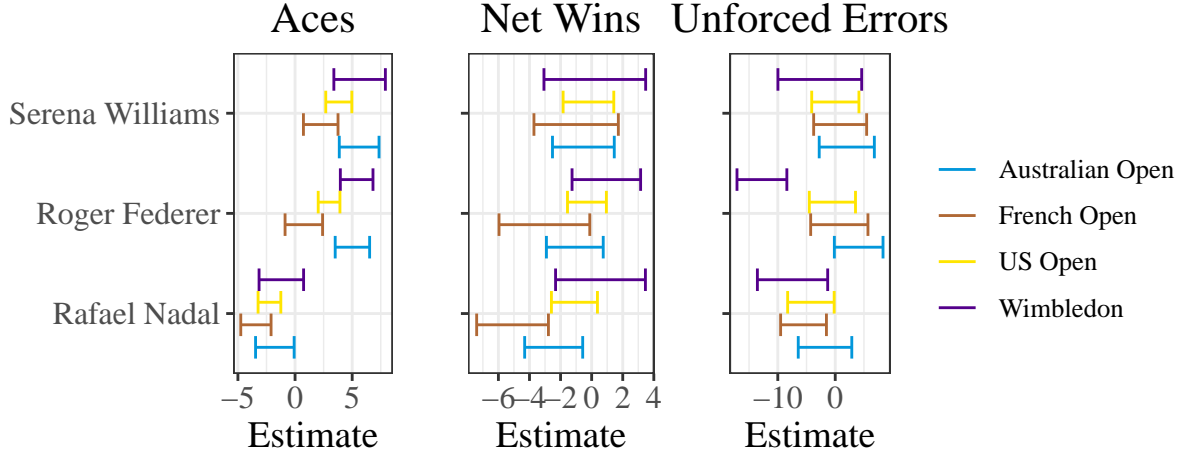 Aces
Net Wins
Unforced Errors
Serena Williams
Roger Federer
Rafael Nadal
−5 0 5
−6 −4 −2 0 2 4
−10 0
Estimate
Estimate
Estimate
Australian Open
French Open
US Open
Wimbledon